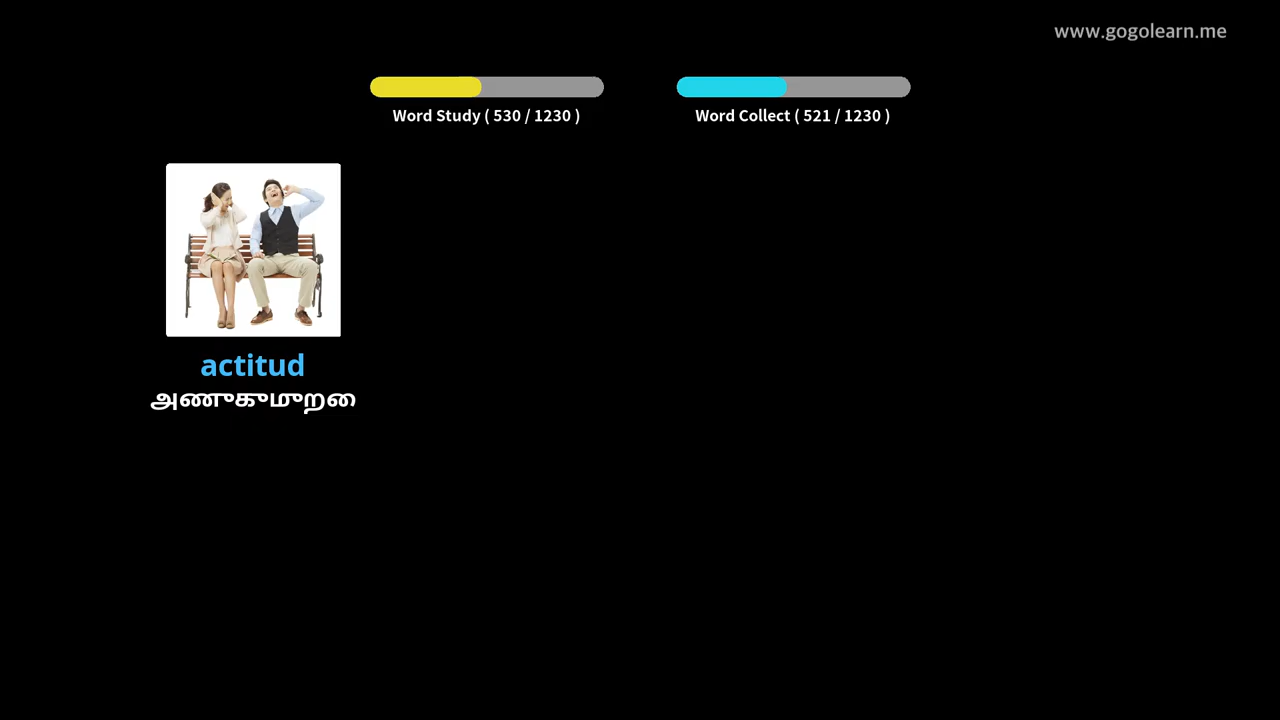 www.gogolearn.me
Word Study ( 530 / 1230 )
Word Collect ( 521 / 1230 )
actitud
அணுகுமுறை